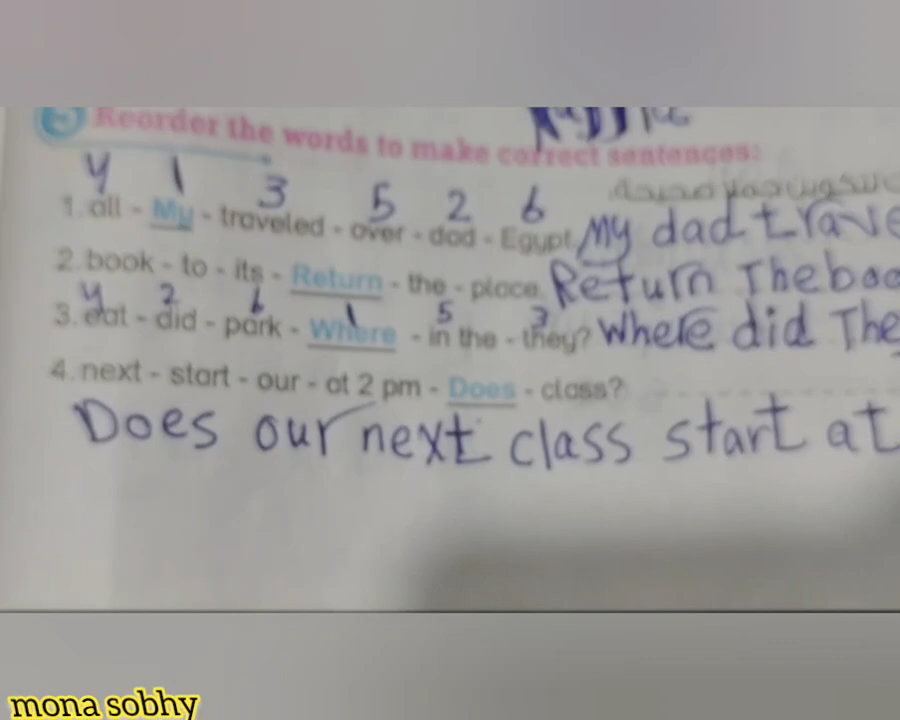 Reorder the words to make correct sentences:
4 1 3 5 2 6
1. all - My - traveled - over - dad - Egypt. My dad trave
2. book - to - its - Return - the - place. Return The boo
4 2 6 1 5 3
3. eat - did - park - Where - in the - they? Where did The
4. next - start - our - at 2 pm - Does - class?
Does our next class start at
mona sobhy